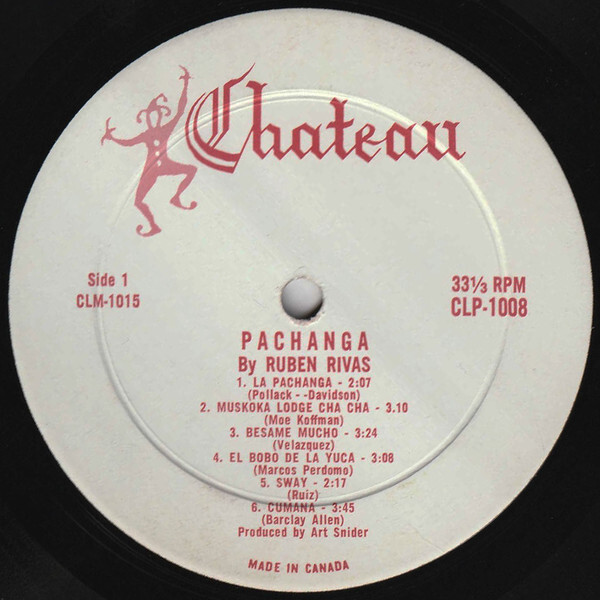 Chateau
Side 1
CLM-1015
33⅓ RPM
CLP-1008
PACHANGA
By RUBEN RIVAS
1. LA PACHANGA - 2:07
(Pollack - -Davidson)
2. MUSKOKA LODGE CHA CHA - 3.10
(Moe Koffman)
3. BESAME MUCHO - 3:24
(Velazquez)
4. EL BOBO DE LA YUCA - 3:08
(Marcos Perdomo)
5. SWAY - 2:17
(Ruiz)
6. CUMANA - 3:45
(Barclay Allen)
Produced by Art Snider
MADE IN CANADA